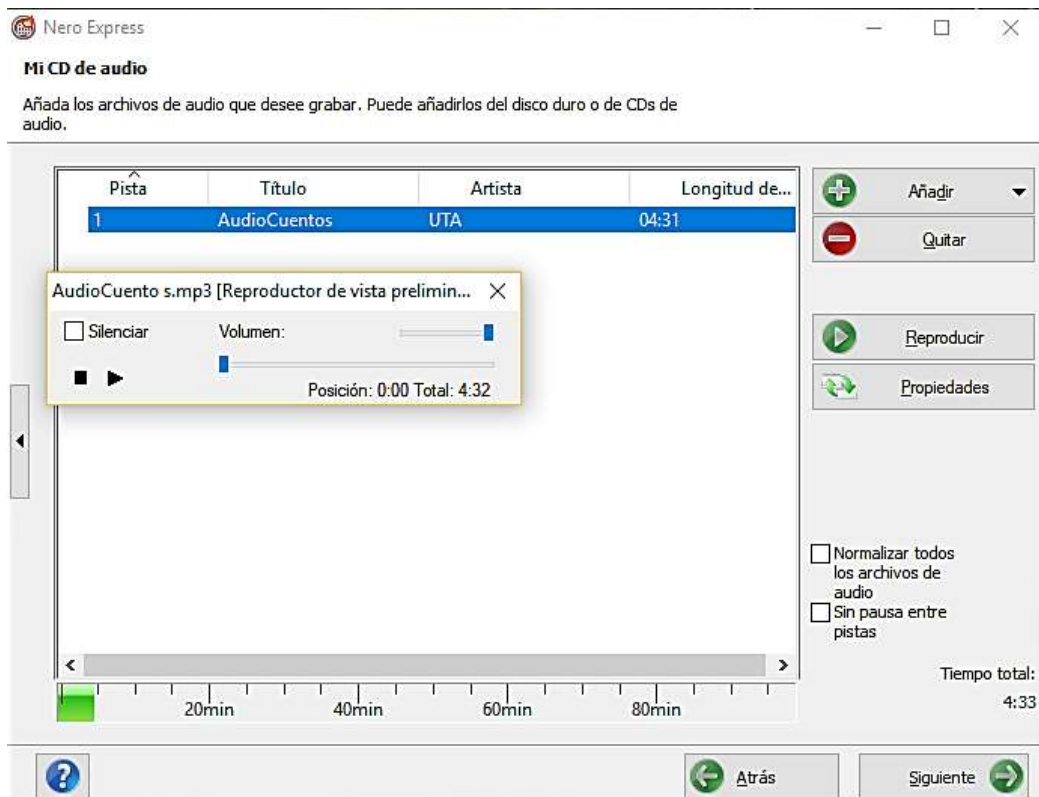 Nero Express
Mi CD de audio
Añada los archivos de audio que desee grabar. Puede añadirlos del disco duro o de CDs de
audio.
Pista Título Artista Longitud de...
1 AudioCuentos UTA 04:31
Añadir
Quitar
AudioCuento s.mp3 [Reproductor de vista prelimin...
Silenciar Volumen:
Posición: 0:00 Total: 4:32
Reproducir
Propiedades
Normalizar todos
los archivos de
audio
Sin pausa entre
pistas
Tiempo total:
4:33
20min 40min 60min 80min
? Atrás Siguiente